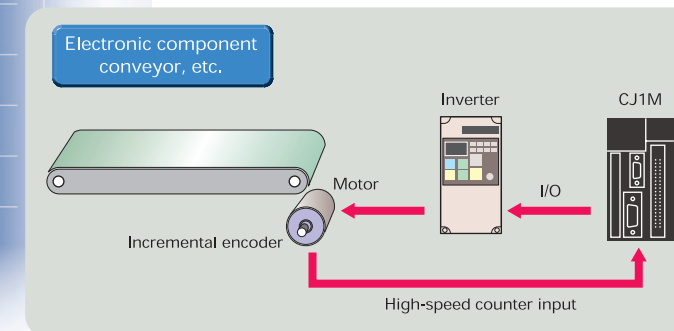 Electronic component
conveyor, etc.
Inverter
CJ1M
Motor
I/O
Incremental encoder
High-speed counter input